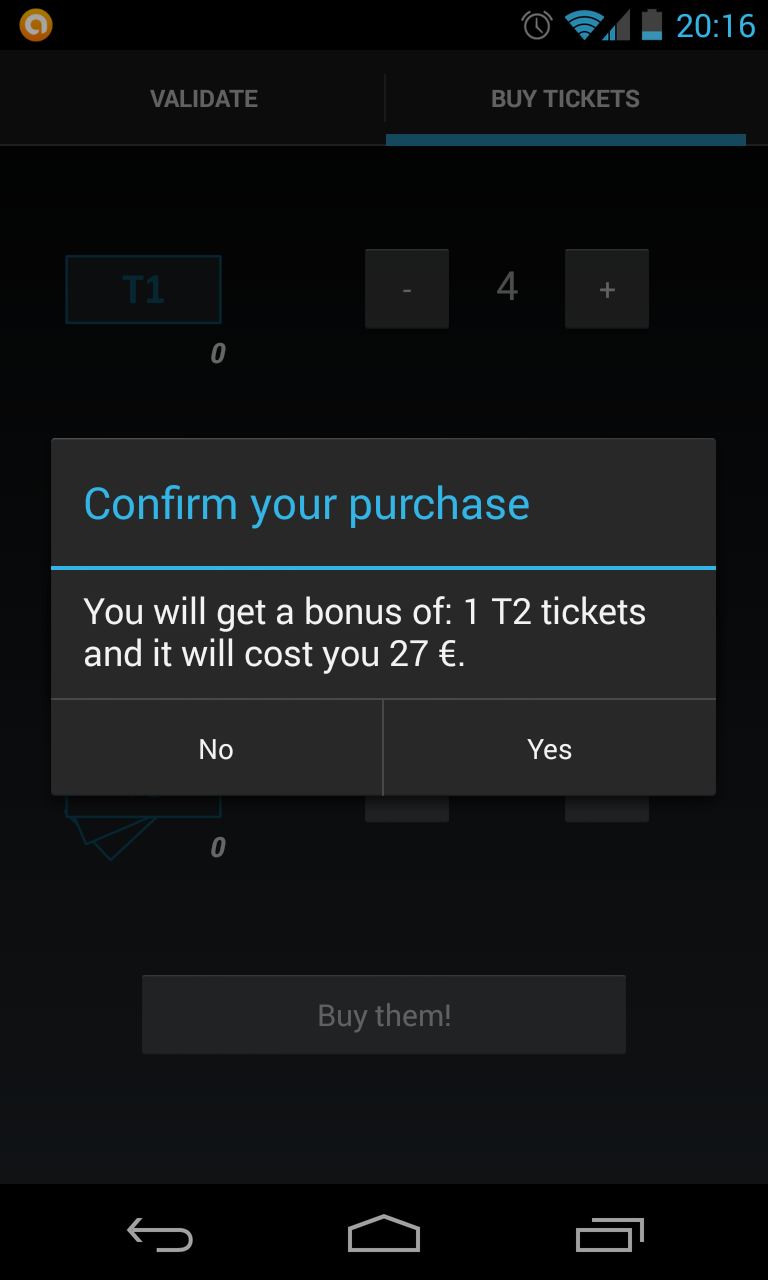 20:16
VALIDATE
BUY TICKETS
T1
-
4
+
0
Confirm your purchase
You will get a bonus of: 1 T2 tickets
and it will cost you 27 €.
No
Yes
0
Buy them!